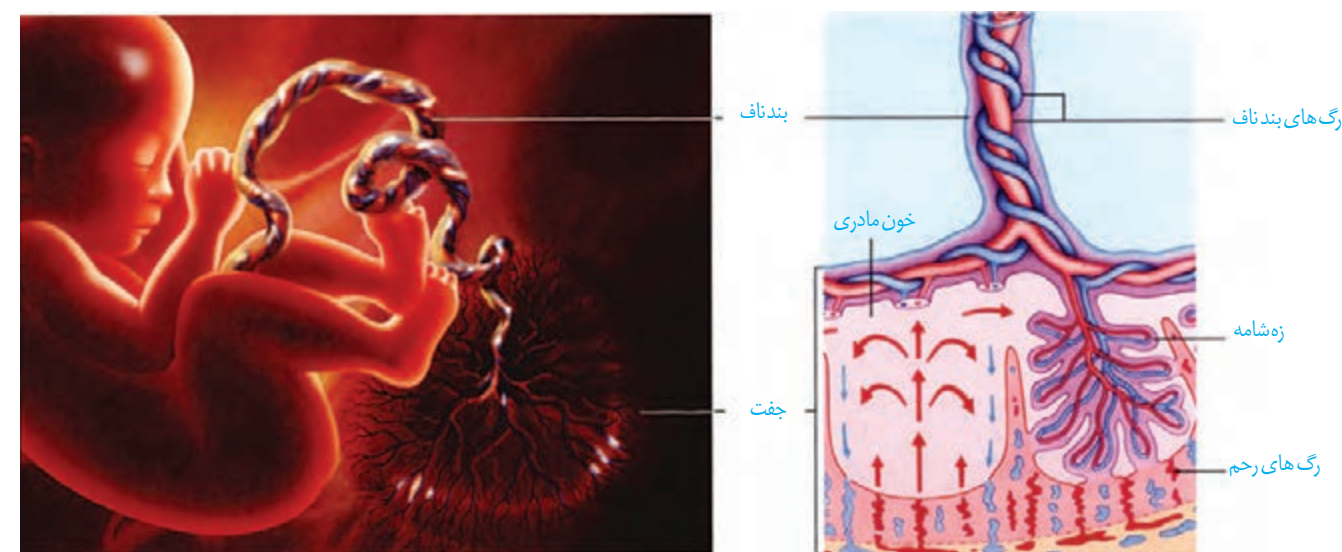 بندناف
رگ‌های بندناف
خون مادری
زه‌شامه
جفت
رگ‌های رحم